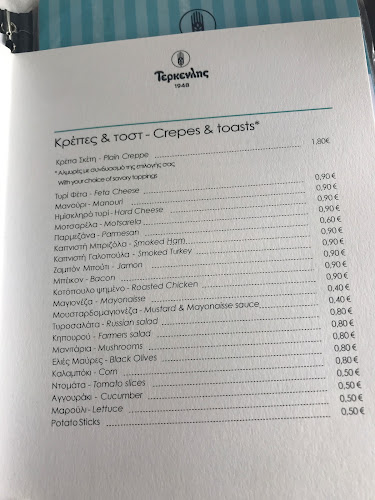 Τερκενλής
1948
Κρέπες & τοστ - Crepes & toasts*
Κρέπα Σκέτη - Plain Creppe 1,80€
*Αλμυρές με συνδυασμό της επιλογής σας
With your choice of savory toppings
Τυρί Φέτα - Feta Cheese 0,90 €
Μανούρι - Manouri 0,90 €
Ημίσκληρό τυρί - Hard Cheese 0,90 €
Μοτσαρέλα - Motsarela 0,90 €
Παρμεζάνα - Parmesan 0,60 €
Καπνιστή Μπριζόλα - Smoked Ham 0,90 €
Καπνιστή Γαλοπούλα - Smoked Turkey 0,90 €
Ζαμπόν Μπούτι - Jamon 0,90 €
Μπέικον - Bacon 0,90 €
Κοτόπουλο ψημένο - Roasted Chicken 0,90 €
Μαγιονέζα - Mayonaisse 0,40 €
Μουσταρδομαγιονέζα - Mustard & Mayonaisse sauce 0,40 €
Τυροσαλάτα - Russian salad 0,80 €
Κηπουρού - Farmers salad 0,80 €
Μανιτάρια - Mushrooms 0,80 €
Ελιές Μαύρες - Black Olives 0,80 €
Καλαμπόκι - Corn 0,80 €
Ντομάτα - Tomato slices 0,50 €
Αγγουράκι - Cucumber 0,50 €
Μαρούλι - Lettuce 0,50 €
Potato Sticks 0,50 €